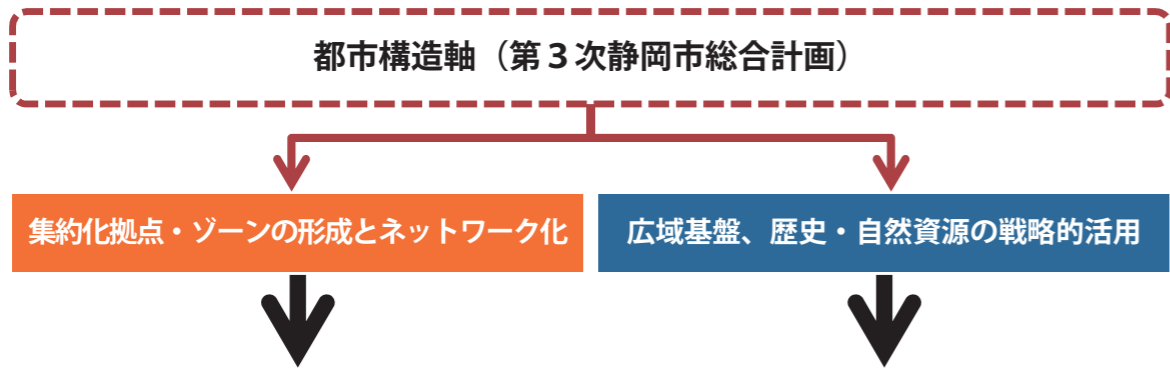 都市構造軸（第３次静岡市総合計画）
集約化拠点・ゾーンの形成とネットワーク化
広域基盤、歴史・自然資源の戦略的活用